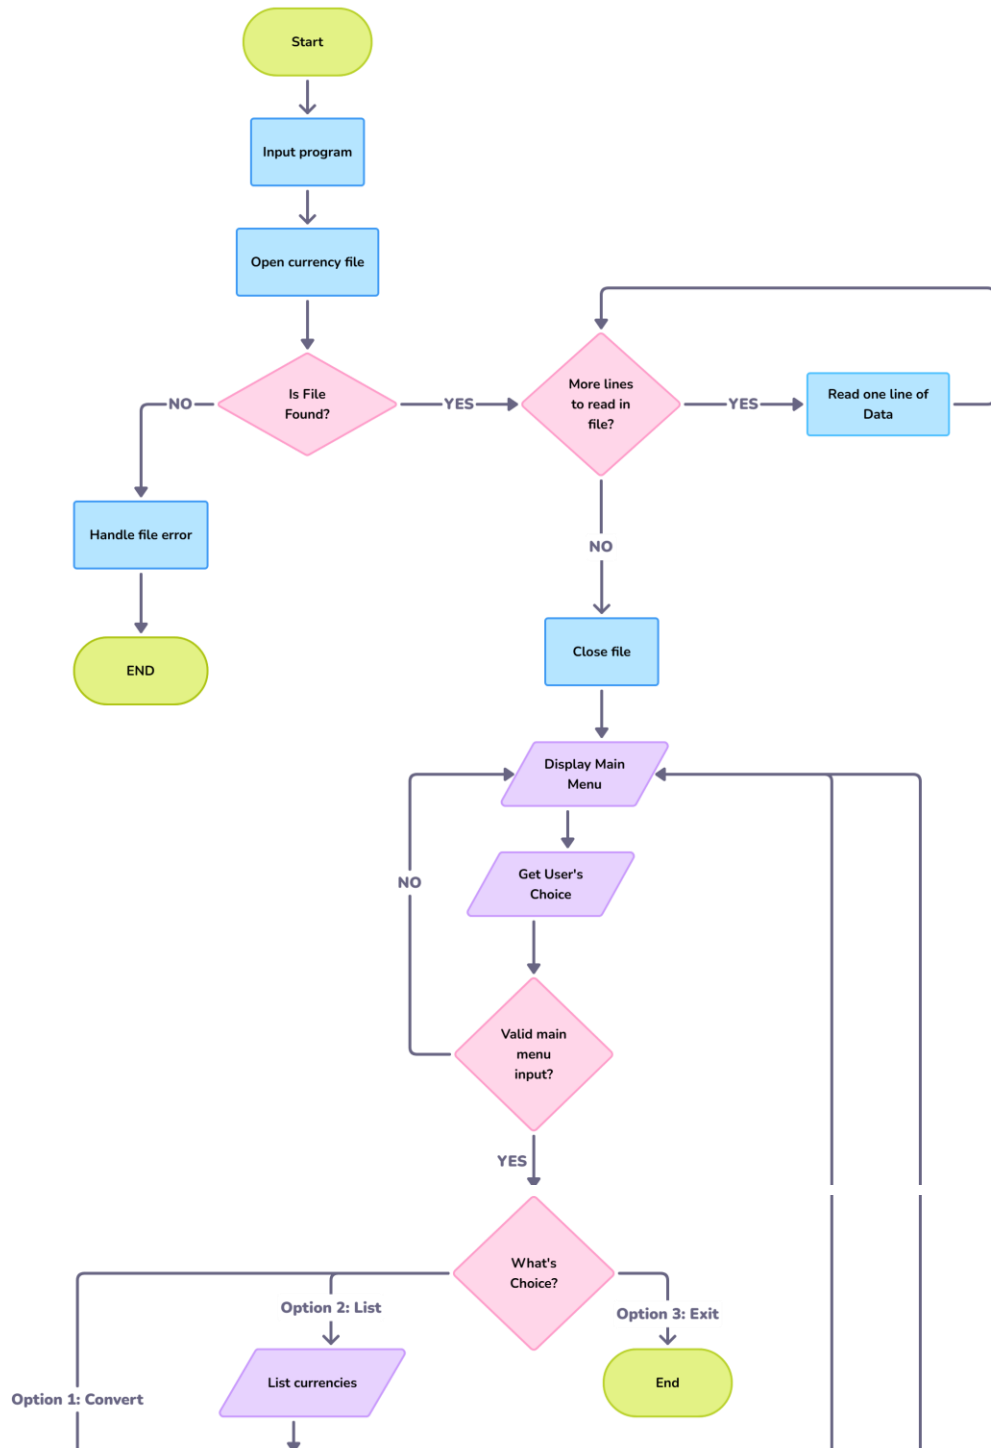 Start
Input program
Open currency file
Is File
Found?
NO
YES
More lines
to read in
file?
YES
Read one line of
Data
Handle file error
NO
END
Close file
Display Main
Menu
Get User's
Choice
NO
Valid main
menu
input?
YES
What's
Choice?
Option 2: List
Option 3: Exit
List currencies
End
Option 1: Convert